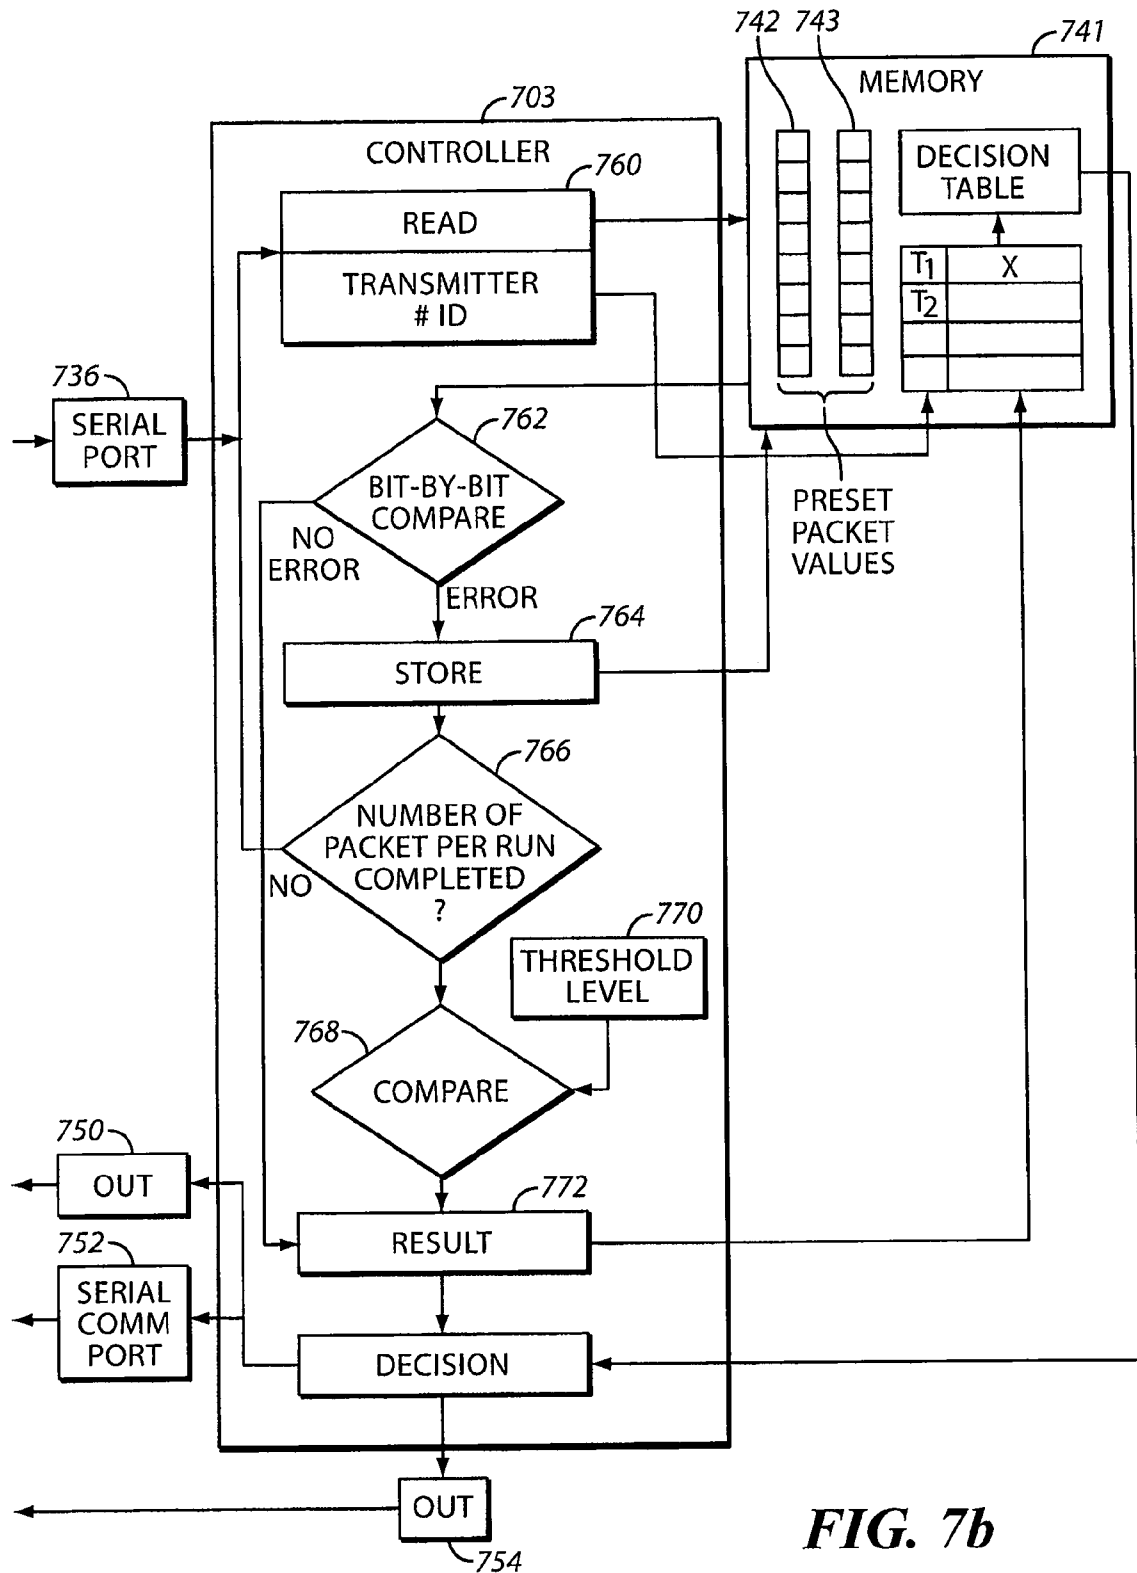 742 743
741
MEMORY
703
CONTROLLER
760
READ
TRANSMITTER
# ID
DECISION
TABLE
T1 X
T2
736
SERIAL
PORT
762
BIT-BY-BIT
COMPARE
NO
ERROR
ERROR
PRESET
PACKET
VALUES
764
STORE
766
NUMBER OF
PACKET PER RUN
COMPLETED
?
NO
770
THRESHOLD
LEVEL
768
COMPARE
750
OUT
772
RESULT
752
SERIAL
COMM
PORT
DECISION
OUT
754
FIG. 7b